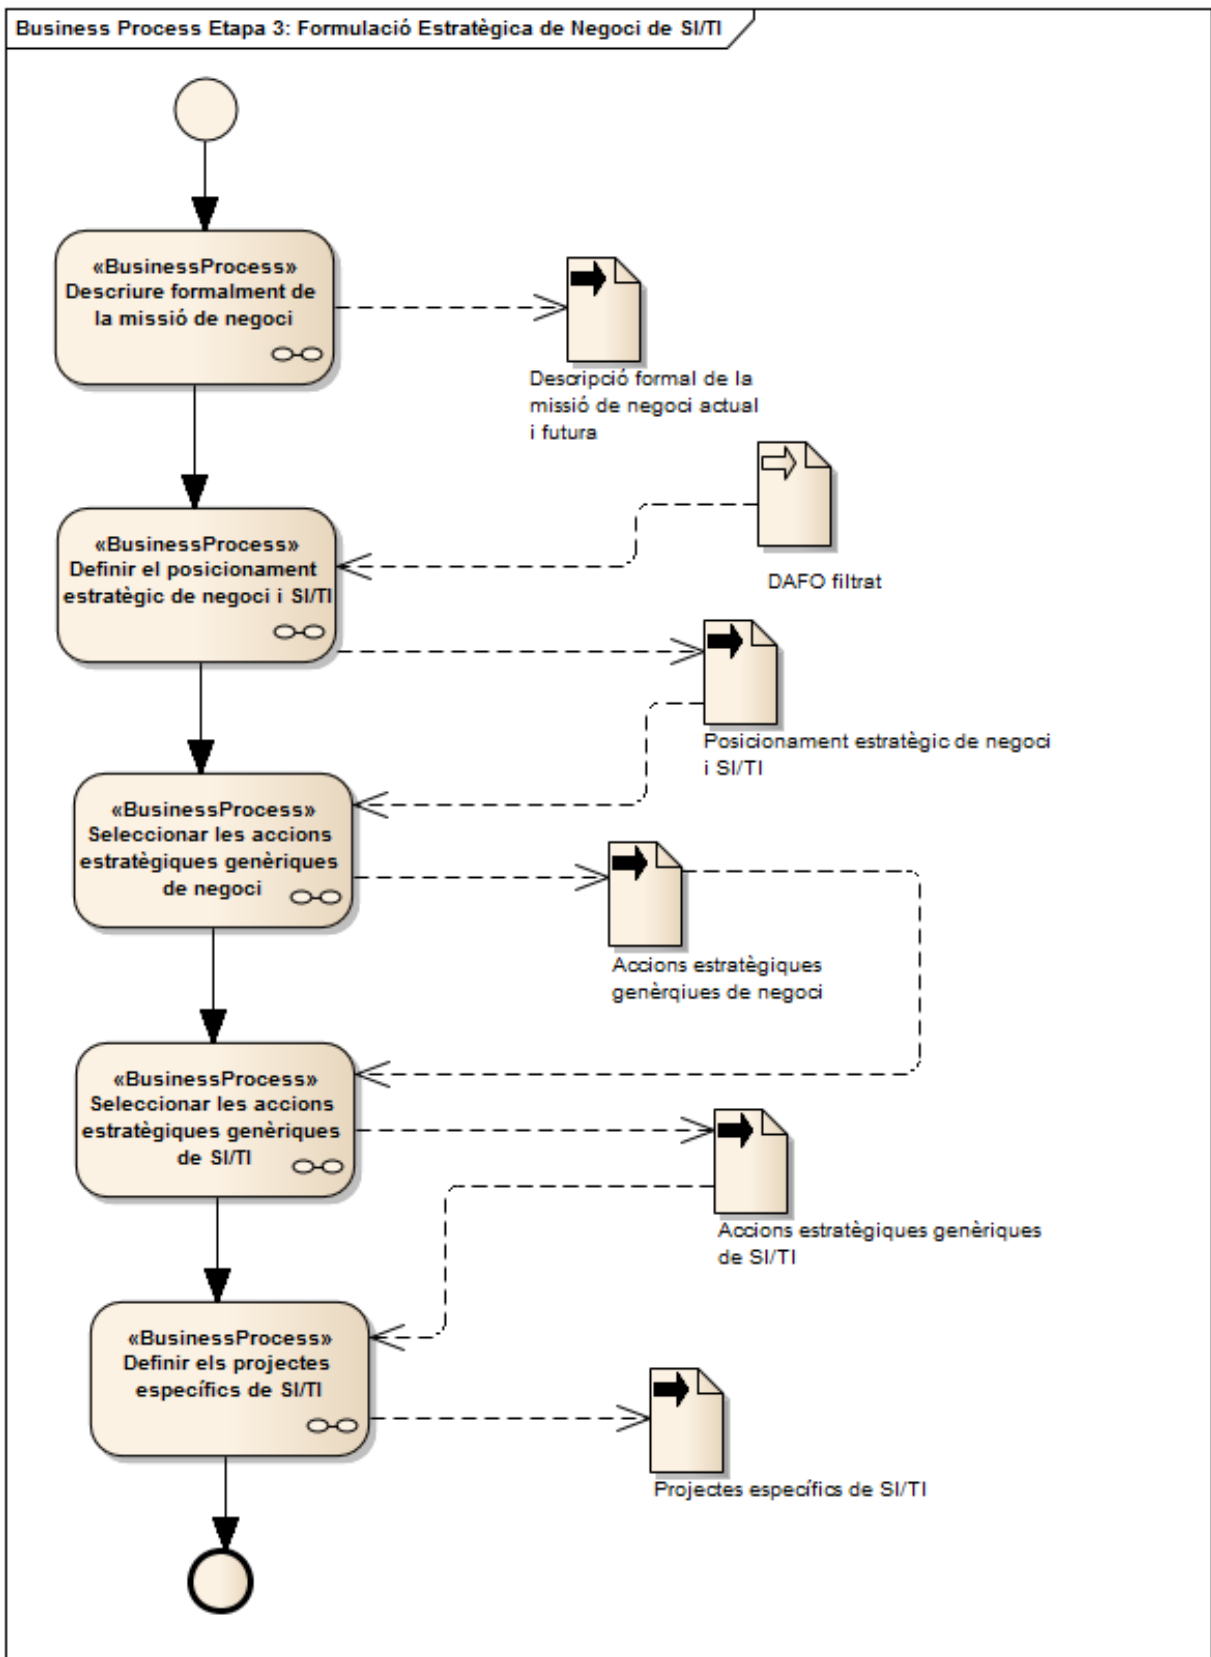 Business Process Etapa 3: Formulació Estratègica de Negoci de SI/TI
«BusinessProcess»
Descriure formalment de
la missió de negoci
Descripció formal de la
missió de negoci actual
i futura
«BusinessProcess»
Definir el posicionament
estratègic de negoci i SI/TI
DAFO filtrat
Posicionament estratègic de negoci
i SI/TI
«BusinessProcess»
Seleccionar les accions
estratègiques genèriques
de negoci
Accions estratègiques
genèrqiues de negoci
«BusinessProcess»
Seleccionar les accions
estratègiques genèriques
de SI/TI
Accions estratègiques genèriques
de SI/TI
«BusinessProcess»
Definir els projectes
específics de SI/TI
Projectes específics de SI/TI